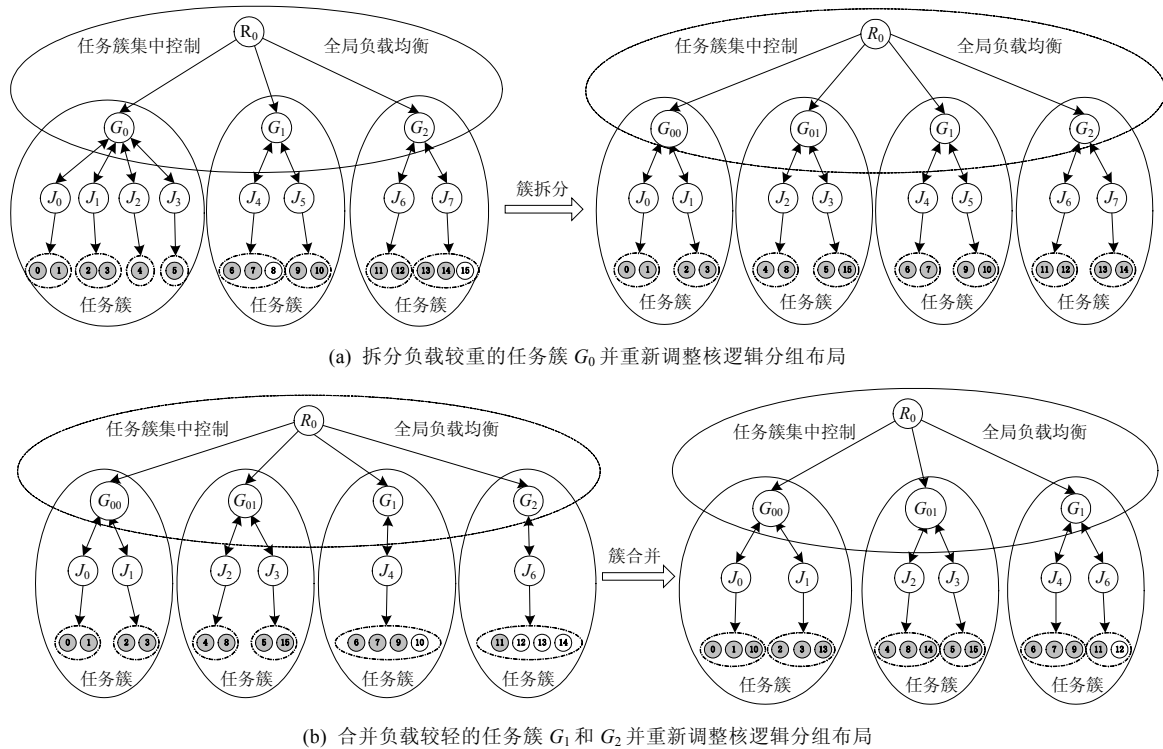 任务簇集中控制 R₀ 全局负载均衡
G₀ G₁ G₂
J₀ J₁ J₂ J₃ J₄ J₅ J₆ J₇
0 1 2 3 4 5 6 7 8 9 10 11 12 13 14 15
任务簇 任务簇 任务簇
簇拆分
任务簇集中控制 R₀ 全局负载均衡
G₀₀ G₀₁ G₁ G₂
J₀ J₁ J₂ J₃ J₄ J₅ J₆ J₇
0 1 2 3 4 8 5 15 6 7 9 10 11 12 13 14
任务簇 任务簇 任务簇 任务簇
(a) 拆分负载较重的任务簇 G₀ 并重新调整核逻辑分组布局
任务簇集中控制 R₀ 全局负载均衡
G₀₀ G₀₁ G₁ G₂
J₀ J₁ J₂ J₃ J₄ J₆
0 1 2 3 4 8 5 15 6 7 9 10 11 12 13 14
任务簇 任务簇 任务簇 任务簇
簇合并
任务簇集中控制 R₀ 全局负载均衡
G₀₀ G₀₁ G₁
J₀ J₁ J₂ J₃ J₄ J₆
0 1 10 2 3 13 4 8 14 5 15 6 7 9 11 12
任务簇 任务簇 任务簇
(b) 合并负载较轻的任务簇 G₁ 和 G₂ 并重新调整核逻辑分组布局